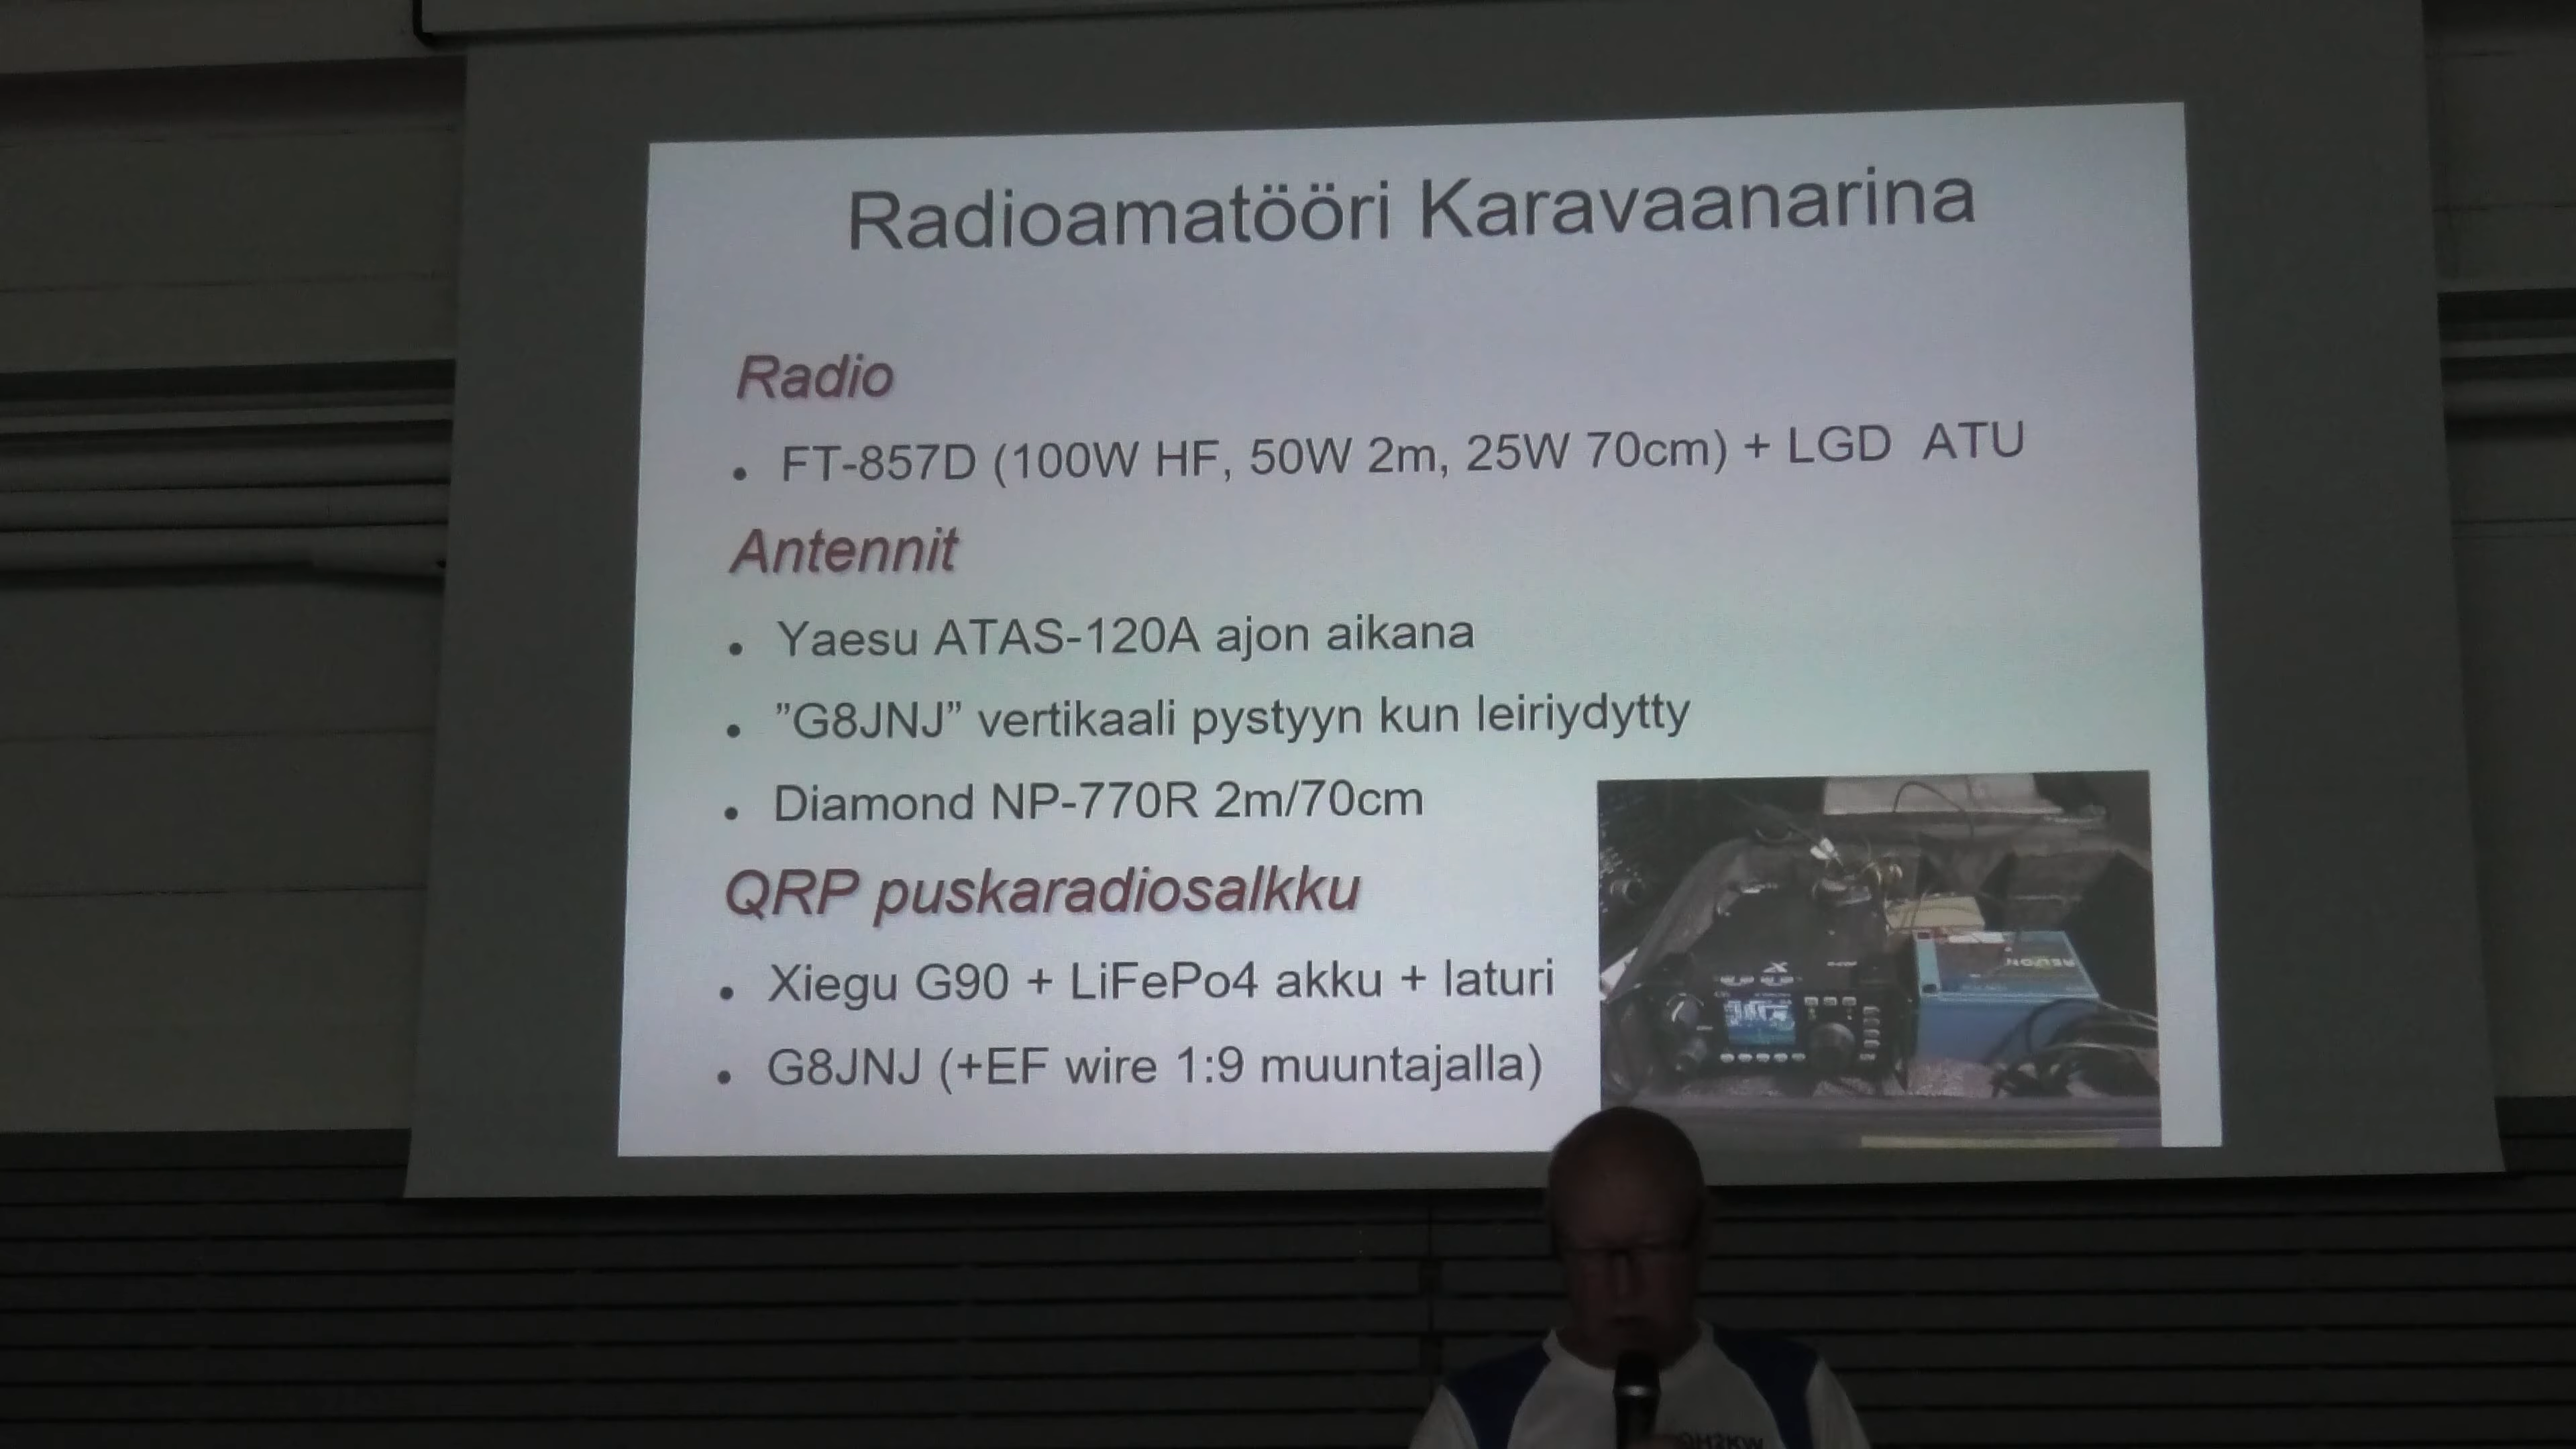 Radioamatööri Karavaanarina
Radio
• FT-857D (100W HF, 50W 2m, 25W 70cm) + LGD ATU
Antennit
• Yaesu ATAS-120A ajon aikana
• ”G8JNJ” vertikaali pystyyn kun leiriydytty
• Diamond NP-770R 2m/70cm
QRP puskaradiosalkku
• Xiegu G90 + LiFePo4 akku + laturi
• G8JNJ (+EF wire 1:9 muuntajalla)